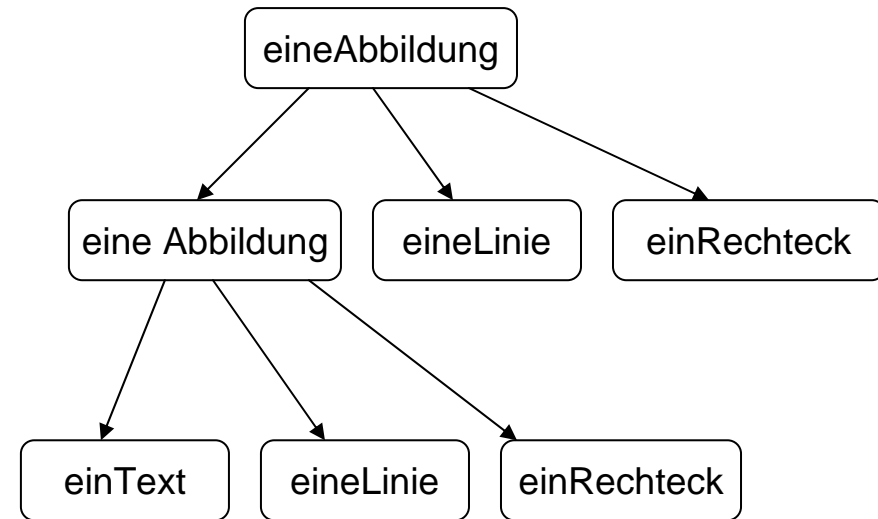 eineAbbildung
eine Abbildung
eineLinie
einRechteck
einText
eineLinie
einRechteck